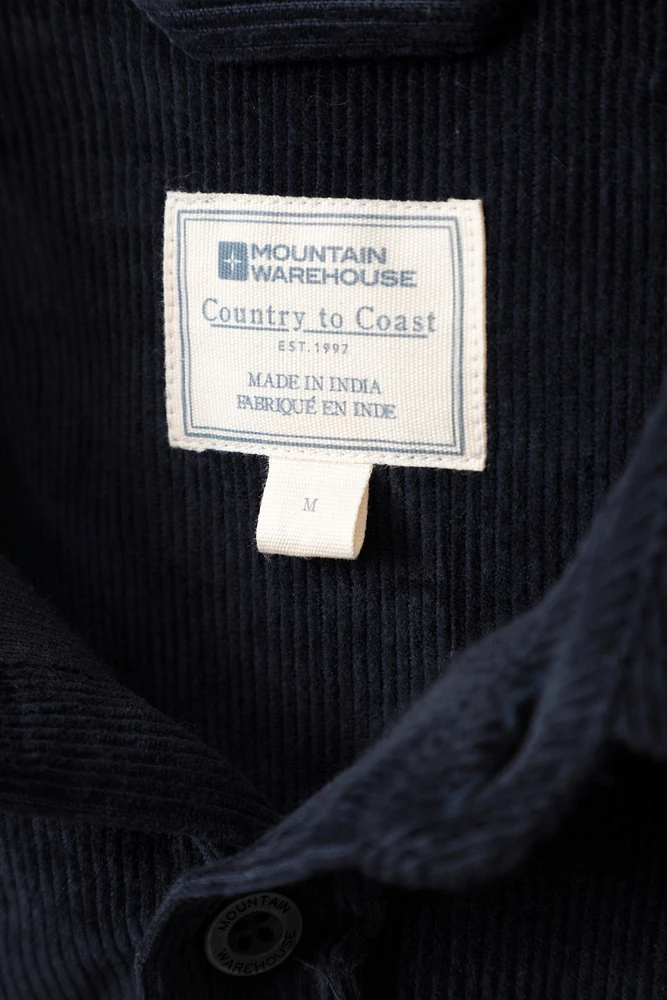 MOUNTAIN
WAREHOUSE
Country to Coast
EST.1997
MADE IN INDIA
FABRIQUÉ EN INDE
M
MOUNTAIN
WAREHOUSE